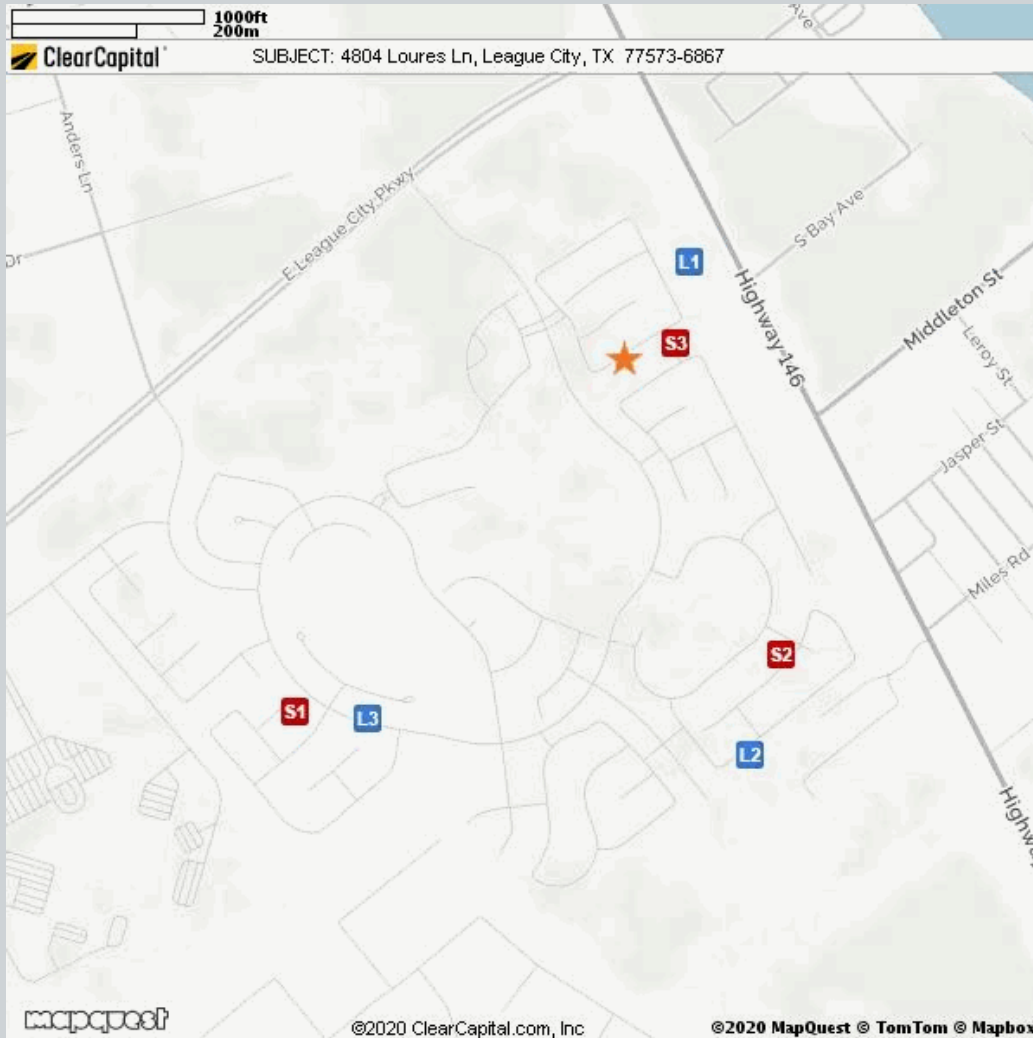 1000ft
200m
Ave
ClearCapital
SUBJECT: 4804 Loures Ln, League City, TX 77573-6867
Anders Ln
E League City Pkwy
S Bay Ave
Dr
L1
Highway 146
Middleton St
Leroy St
S3
Jasper St
Miles Rd
S2
S1
L3
L2
Highway
mapquest
©2020 ClearCapital.com, Inc
©2020 MapQuest © TomTom © Mapbox